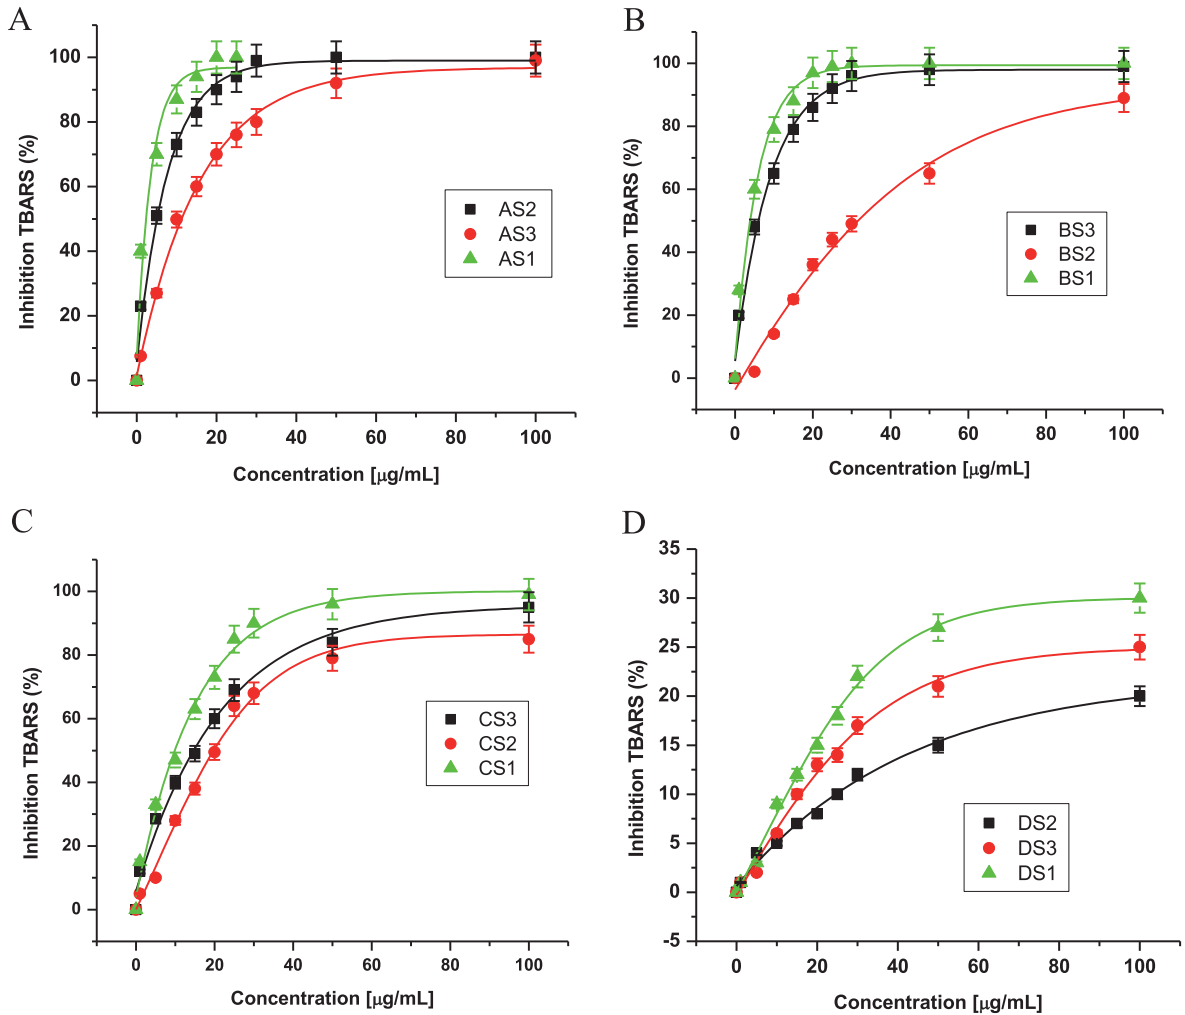 A
Inhibition TBARS (%)
100
80
60
40
20
0
AS2
AS3
AS1
0 20 40 60 80 100
Concentration [µg/mL]
B
Inhibition TBARS (%)
100
80
60
40
20
0
BS3
BS2
BS1
0 20 40 60 80 100
Concentration [µg/mL]
C
Inhibition TBARS (%)
100
80
60
40
20
0
CS3
CS2
CS1
0 20 40 60 80 100
Concentration [µg/mL]
D
Inhibition TBARS (%)
35
30
25
20
15
10
5
0
-5
DS2
DS3
DS1
0 20 40 60 80 100
Concentration [µg/mL]